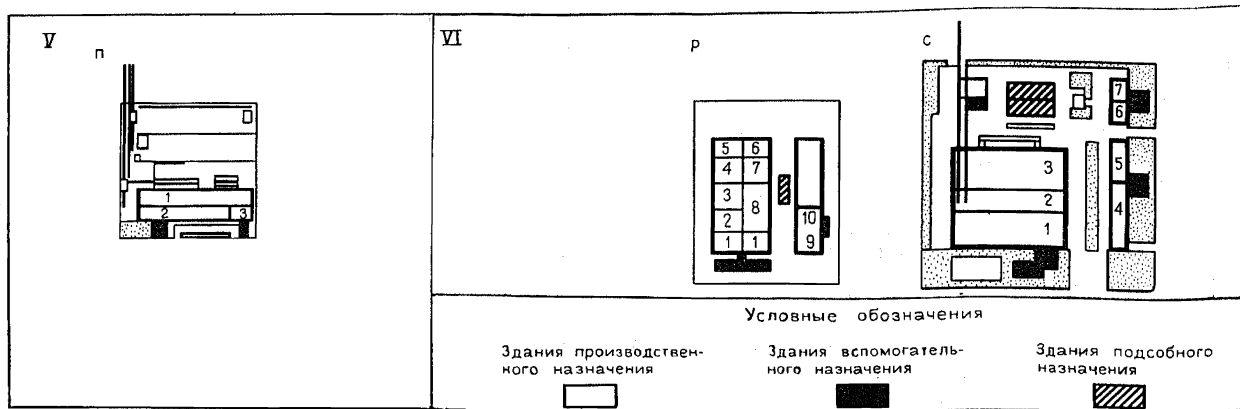 V
п
1
2 3
VI
р
5 6
4 7
3
8
2
1 1
10
9
с
7
6
3
2
1
5
4
Условные обозначения
Здания производствен-
ного назначения
Здания вспомогатель-
ного назначения
Здания подсобного
назначения